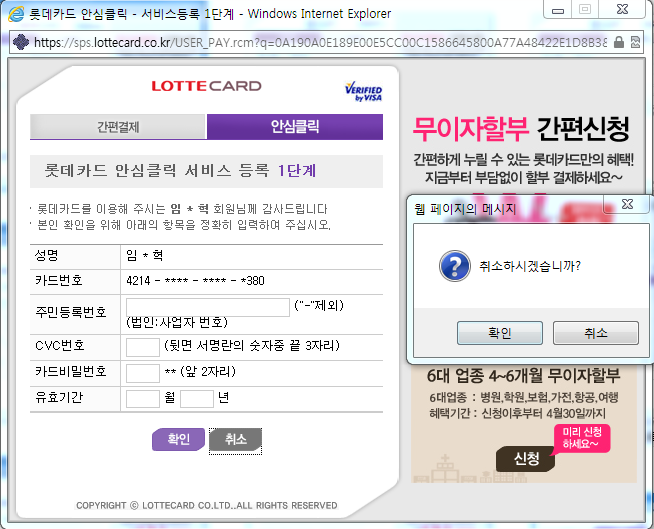 롯데카드 안심클릭 - 서비스등록 1단계 - Windows Internet Explorer
https://sps.lottecard.co.kr/USER_PAY.rcm?q=0A190A0E189E00E5CC00C1586645800A77A48422E1D8B38
LOTTECARD
VERIFIED
by VISA
간편결제
안심클릭
롯데카드 안심클릭 서비스 등록 1단계
· 롯데카드를 이용해 주시는 임 * 혁 회원님께 감사드립니다
· 본인 확인을 위해 아래의 항목을 정확히 입력하여 주십시오.
성명 임 * 혁
카드번호 4214 - **** - **** - *380
주민등록번호 ("-"제외)
(법인:사업자 번호)
CVC번호 (뒷면 서명란의 숫자중 끝 3자리)
카드비밀번호 ** (앞 2자리)
유효기간 월 년
확인 취소
COPYRIGHT ⓒ LOTTECARD CO.LTD..ALL RIGHTS RESERVED
무이자할부 간편신청
간편하게 누릴 수 있는 롯데카드만의 혜택!
지금부터 부담없이 할부 결제하세요~
웹 페이지의 메시지
취소하시겠습니까?
확인 취소
6대 업종 4~6개월 무이자할부
6대업종 : 병원,학원,보험,가전,항공,여행
혜택기간 : 신청이후부터 4월30일까지
미리 신청
하세요~
신청